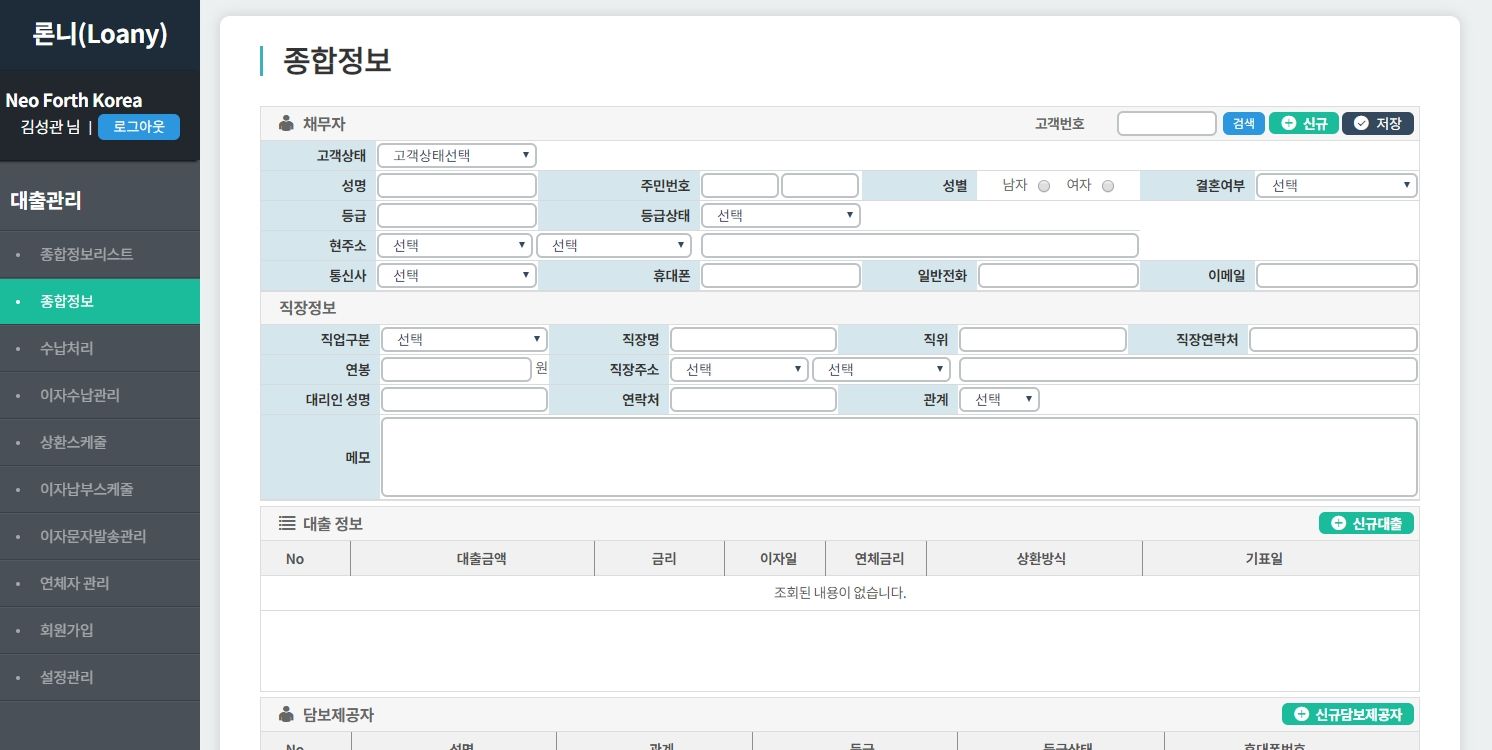 론니(Loany)
Neo Forth Korea
김성관 님 | 로그아웃
대출관리
종합정보리스트
종합정보
수납처리
이자수납관리
상환스케줄
이자납부스케줄
이자문자발송관리
연체자 관리
회원가입
설정관리
종합정보
채무자 고객번호 검색 신규 저장
고객상태 고객상태선택
성명 주민번호 성별 남자 여자 결혼여부 선택
등급 등급상태 선택
현주소 선택 선택
통신사 선택 휴대폰 일반전화 이메일
직장정보
직업구분 선택 직장명 직위 직장연락처
연봉 원 직장주소 선택 선택
대리인 성명 연락처 관계 선택
메모
대출 정보 신규대출
No 대출금액 금리 이자일 연체금리 상환방식 기표일
조회된 내용이 없습니다.
담보제공자 신규담보제공자
No 성명 관계 등급 등급상태 휴대폰번호